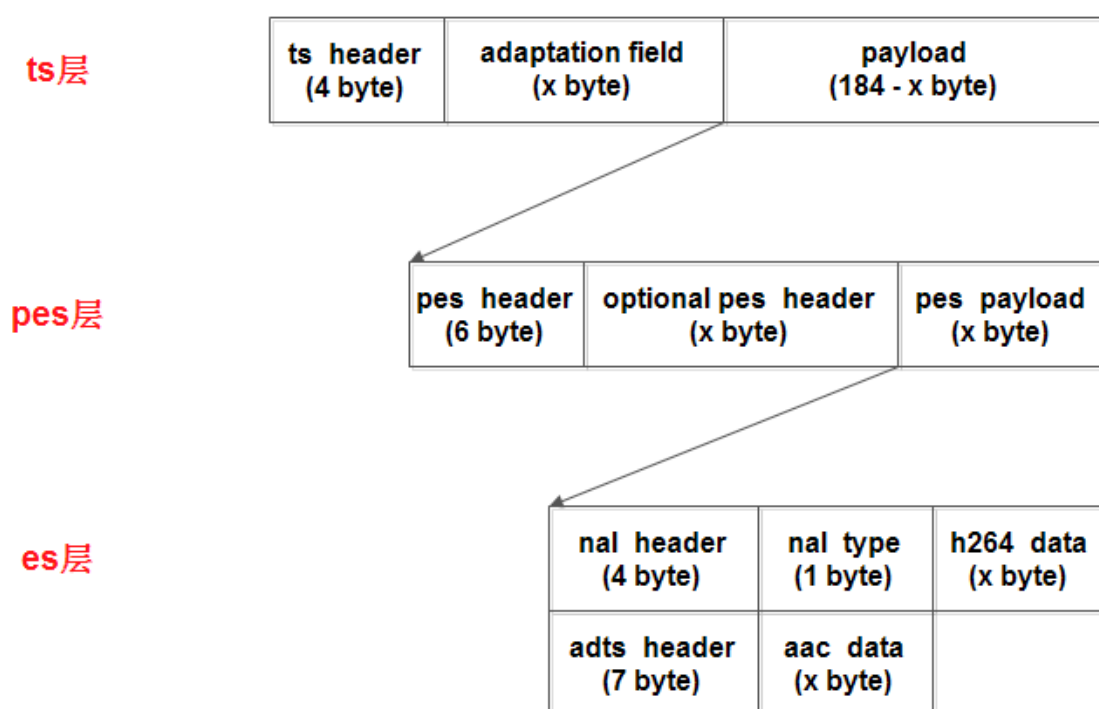 ts层
ts header
(4 byte)
adaptation field
(x byte)
payload
(184 - x byte)
pes层
pes header
(6 byte)
optional pes header
(x byte)
pes payload
(x byte)
es层
nal header
(4 byte)
nal type
(1 byte)
h264 data
(x byte)
adts header
(7 byte)
aac data
(x byte)